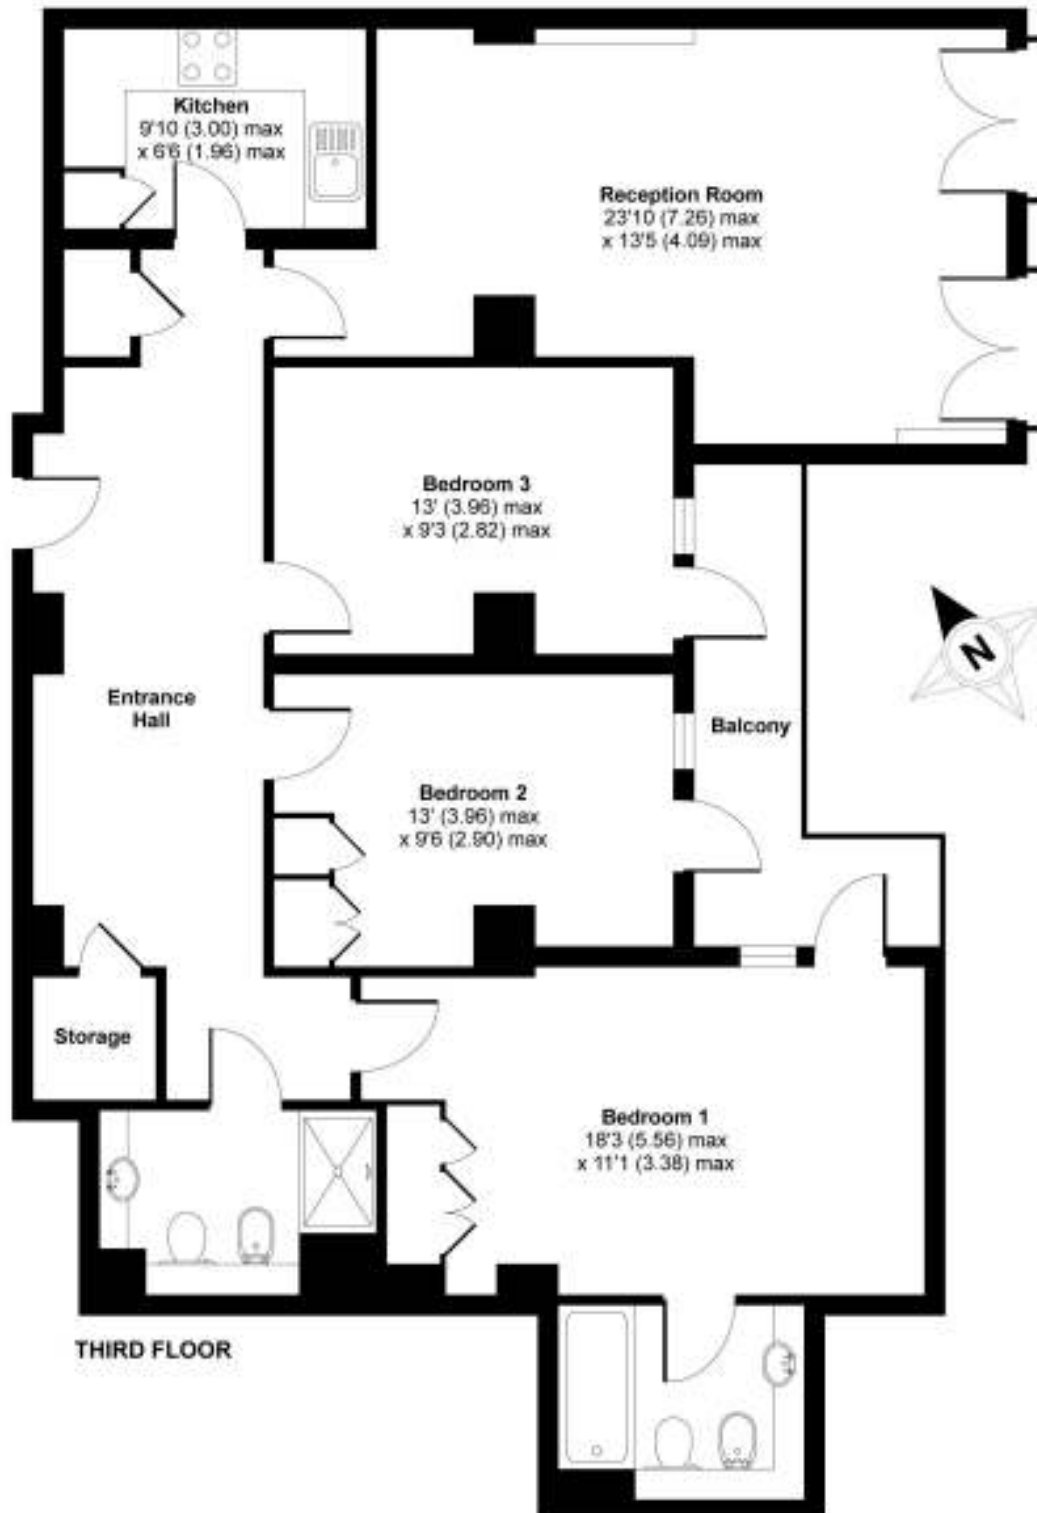 Kitchen
9'10 (3.00) max
x 6'6 (1.96) max
Reception Room
23'10 (7.26) max
x 13'5 (4.09) max
Bedroom 3
13' (3.96) max
x 9'3 (2.82) max
N
Entrance
Hall
Balcony
Bedroom 2
13' (3.96) max
x 9'6 (2.90) max
Storage
Bedroom 1
18'3 (5.56) max
x 11'1 (3.38) max
THIRD FLOOR